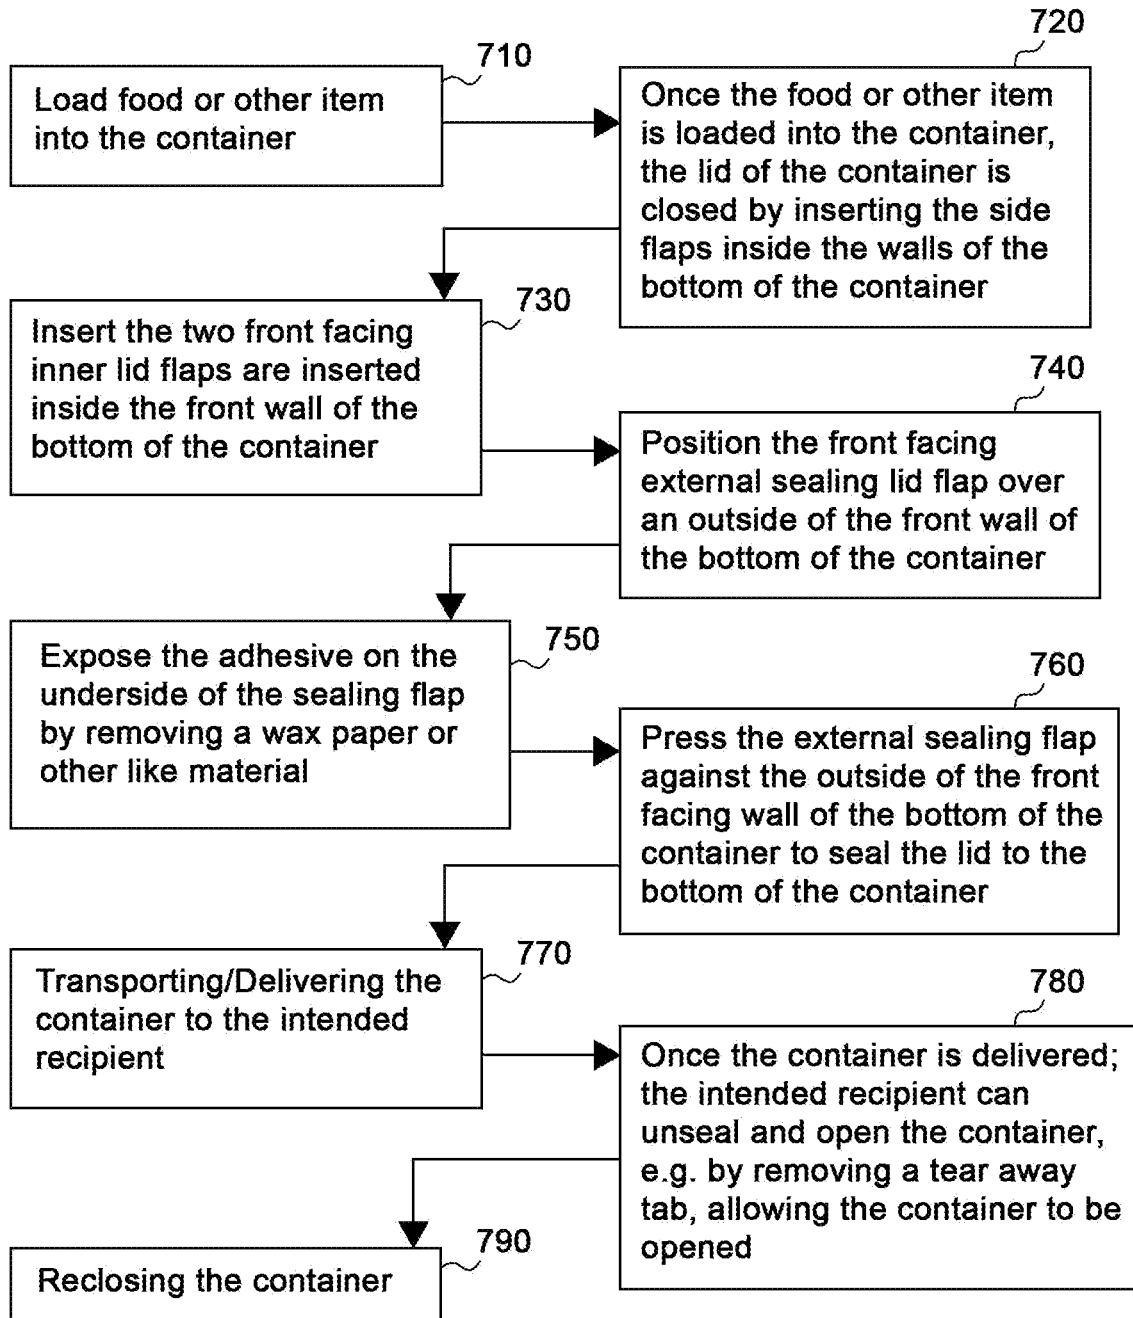 710
Load food or other item
into the container
720
Once the food or other item
is loaded into the container,
the lid of the container is
closed by inserting the side
flaps inside the walls of the
bottom of the container
730
Insert the two front facing
inner lid flaps are inserted
inside the front wall of the
bottom of the container
740
Position the front facing
external sealing lid flap over
an outside of the front wall of
the bottom of the container
750
Expose the adhesive on the
underside of the sealing flap
by removing a wax paper or
other like material
760
Press the external sealing flap
against the outside of the front
facing wall of the bottom of the
container to seal the lid to the
bottom of the container
770
Transporting/Delivering the
container to the intended
recipient
780
Once the container is delivered;
the intended recipient can
unseal and open the container,
e.g. by removing a tear away
tab, allowing the container to be
opened
790
Reclosing the container